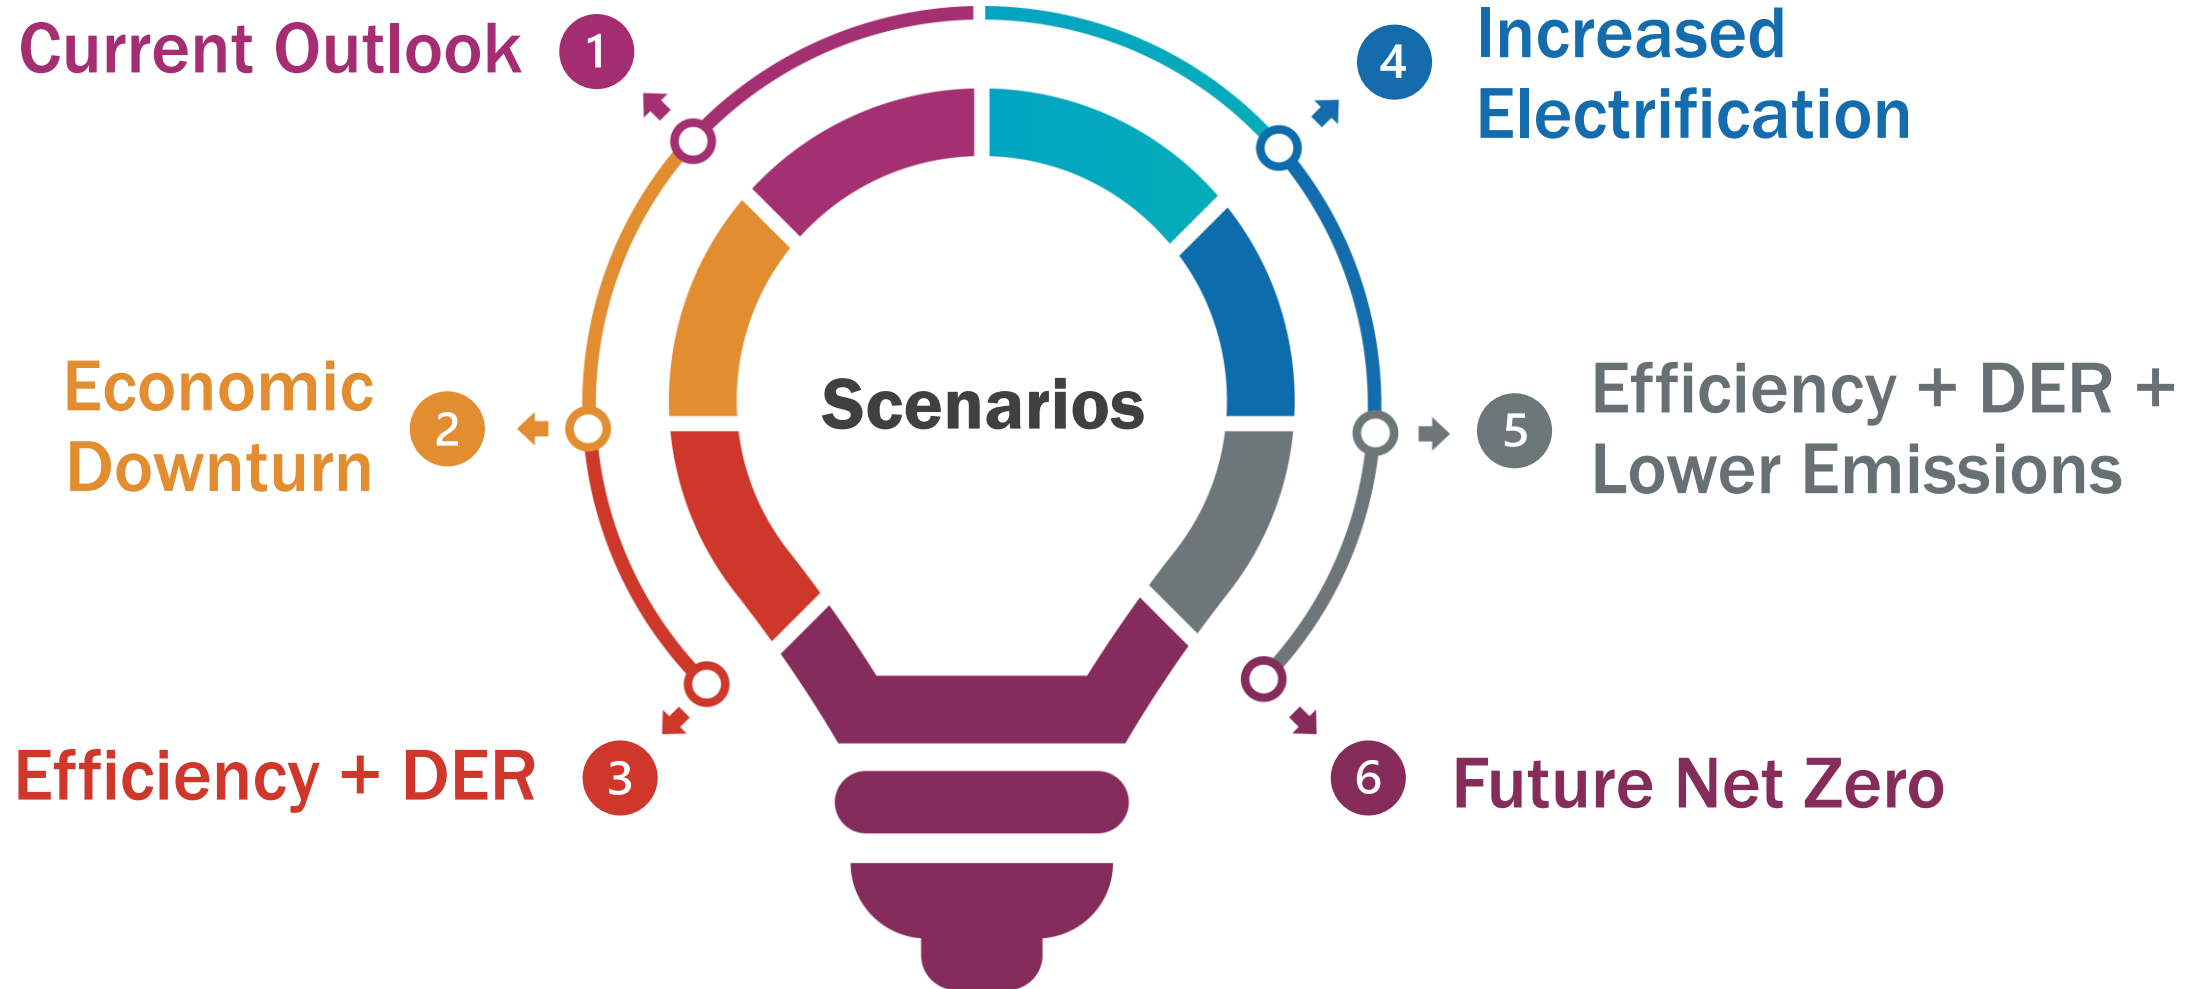 Current Outlook 1
Economic
Downturn
2
Efficiency + DER 3
Scenarios
4
Increased
Electrification
5
Efficiency + DER +
Lower Emissions
6 Future Net Zero